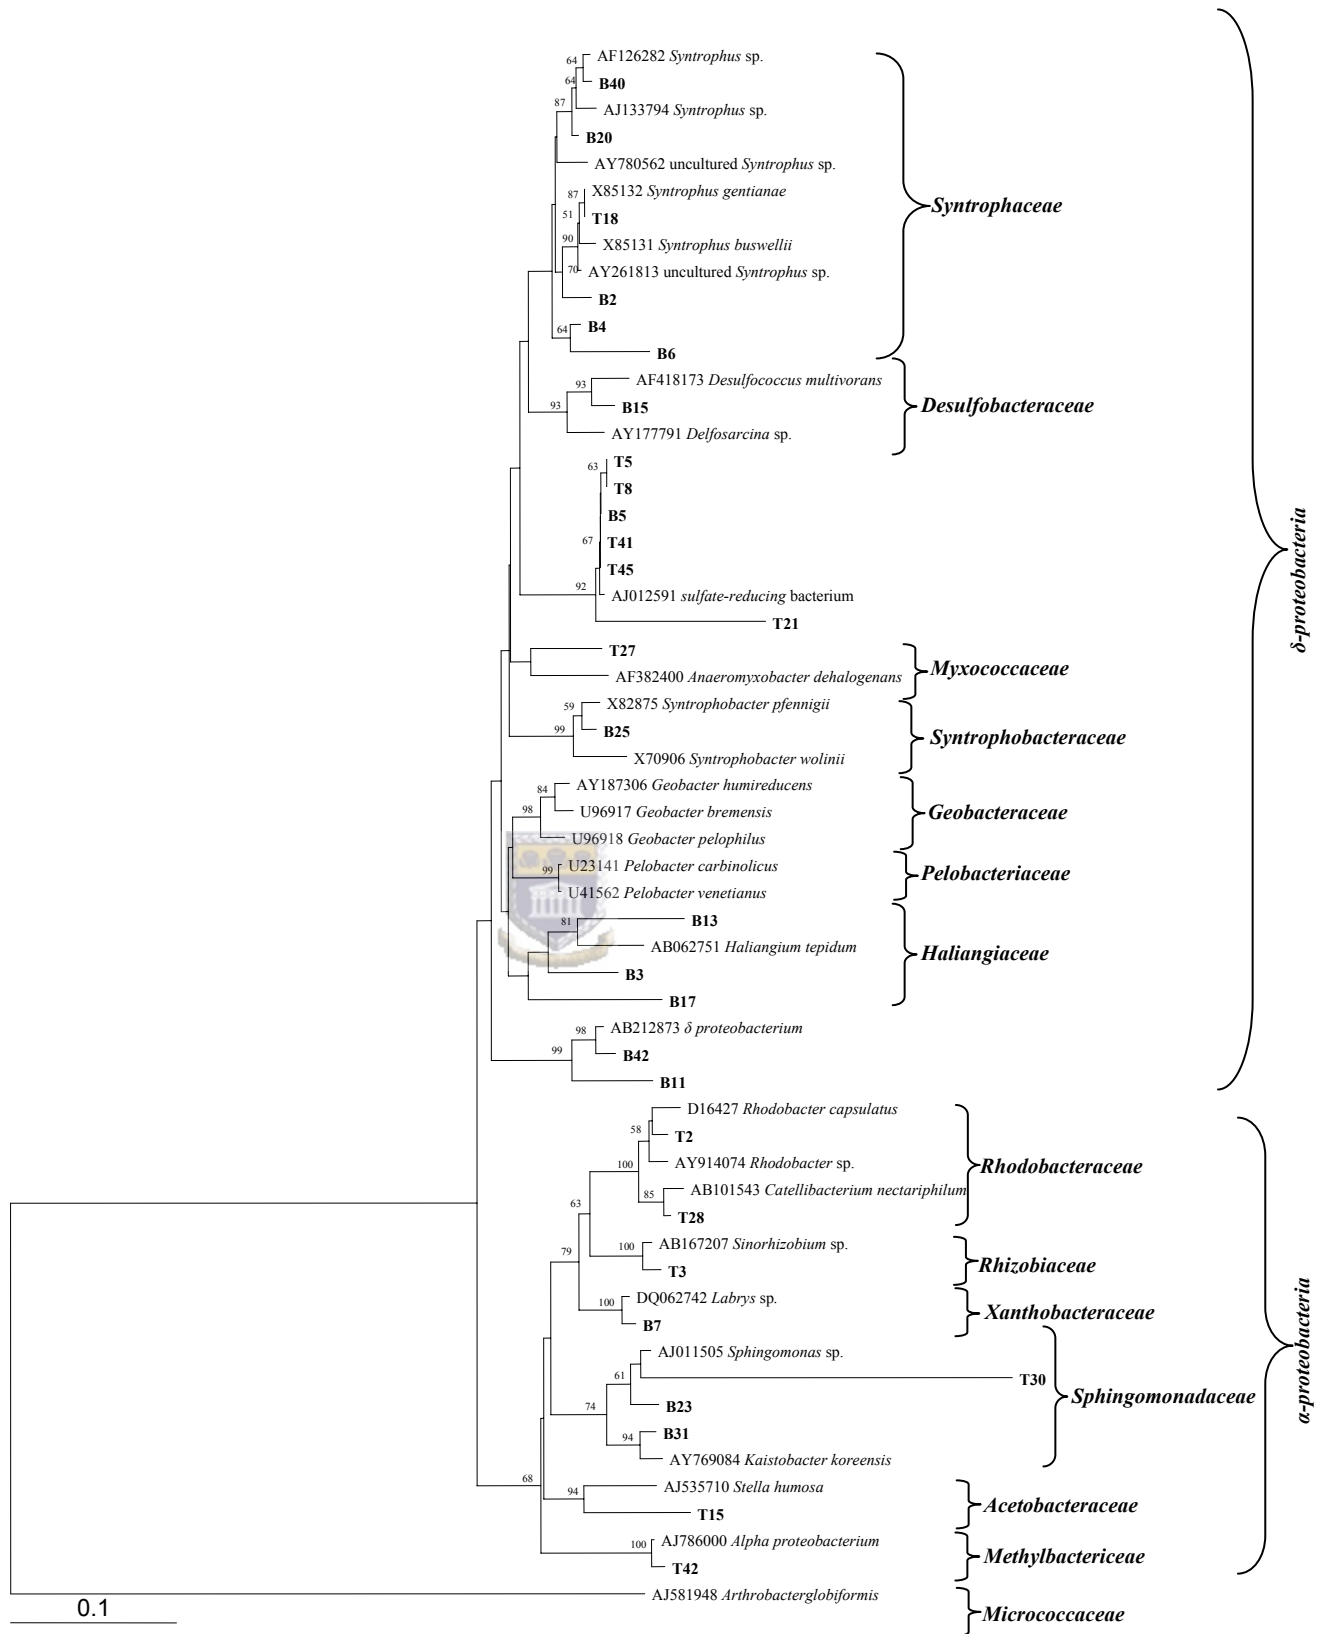 64
AF126282 Syntrophus sp.
64
B40
87
AJ133794 Syntrophus sp.
B20
AY780562 uncultured Syntrophus sp.
87
X85132 Syntrophus gentianae
Syntrophaceae
51
T18
90
X85131 Syntrophus buswellii
70
AY261813 uncultured Syntrophus sp.
B2
64
B4
B6
93
AF418173 Desulfococcus multivorans
93
B15
Desulfobacteraceae
AY177791 Delfosarcina sp.
63
T5
T8
B5
δ-proteobacteria
67
T41
T45
92
AJ012591 sulfate-reducing bacterium
T21
T27
Myxococcaceae
AF382400 Anaeromyxobacter dehalogenans
59
X82875 Syntrophobacter pfennigii
99
B25
Syntrophobacteraceae
X70906 Syntrophobacter wolinii
84
AY187306 Geobacter humireducens
98
U96917 Geobacter bremensis
Geobacteraceae
U96918 Geobacter pelophilus
99
U23141 Pelobacter carbinolicus
Pelobacteriaceae
U41562 Pelobacter venetianus
81
B13
AB062751 Haliangium tepidum
Haliangiaceae
B3
B17
98
AB212873 δ proteobacterium
99
B42
B11
D16427 Rhodobacter capsulatus
58
T2
100
AY914074 Rhodobacter sp.
Rhodobacteraceae
85
AB101543 Catellibacterium nectariphilum
63
T28
79
100
AB167207 Sinorhizobium sp.
Rhizobiaceae
T3
100
DQ062742 Labrys sp.
Xanthobacteraceae
B7
α-proteobacteria
AJ011505 Sphingomonas sp.
61
T30
Sphingomonadaceae
74
B23
94
B31
AY769084 Kaistobacter koreensis
68
94
AJ535710 Stella humosa
Acetobacteraceae
T15
100
AJ786000 Alpha proteobacterium
Methylbactericeae
T42
AJ581948 Arthrobacterglobiformis
0.1
Micrococcaceae